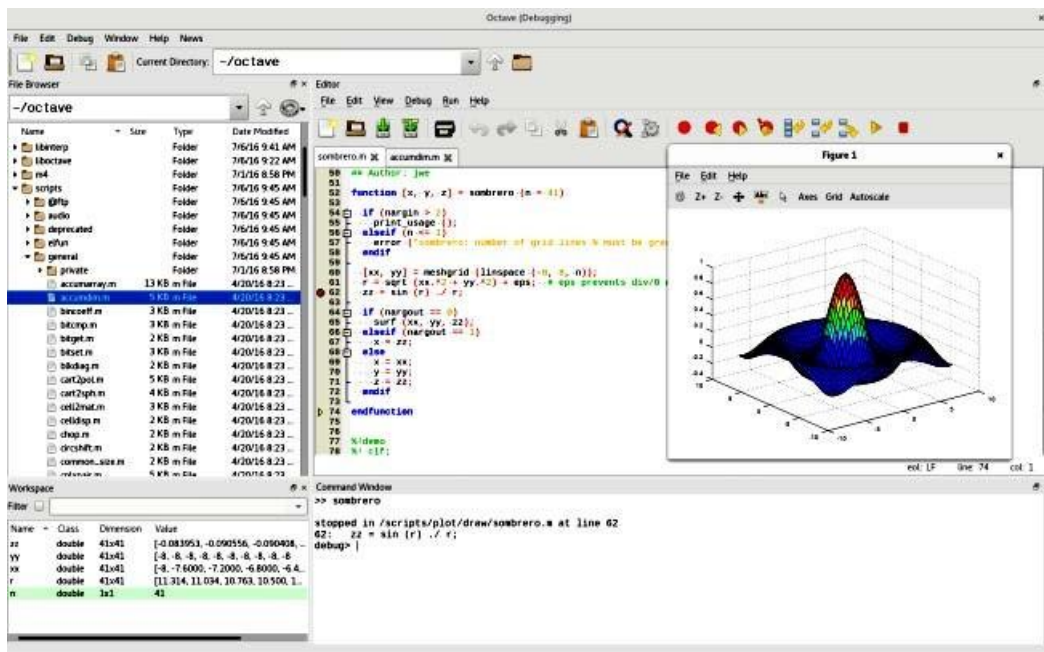 Octave (Debugging)
File Edit Debug Window Help News
Current Directory: ~/octave
File Browser
~/octave
Name Size Type Date Modified
libinterp Folder 7/6/16 9:41 AM
liboctave Folder 7/6/16 9:22 AM
m4 Folder 7/1/16 8:58 PM
scripts Folder 7/6/16 9:45 AM
@ftp Folder 7/6/16 9:45 AM
audio Folder 7/6/16 9:45 AM
deprecated Folder 7/6/16 9:45 AM
elfun Folder 7/6/16 9:45 AM
general Folder 7/6/16 9:45 AM
private Folder 7/1/16 8:58 PM
accumarray.m 13 KB m File 4/20/16 8:23 ...
accumdim.m 5 KB m File 4/20/16 8:23 ...
bincoeff.m 3 KB m File 4/20/16 8:23 ...
bitcmp.m 3 KB m File 4/20/16 8:23 ...
bitget.m 2 KB m File 4/20/16 8:23 ...
bitset.m 3 KB m File 4/20/16 8:23 ...
blkdiag.m 2 KB m File 4/20/16 8:23 ...
cart2pol.m 5 KB m File 4/20/16 8:23 ...
cart2sph.m 4 KB m File 4/20/16 8:23 ...
cell2mat.m 3 KB m File 4/20/16 8:23 ...
celldisp.m 2 KB m File 4/20/16 8:23 ...
chop.m 2 KB m File 4/20/16 8:23 ...
circshift.m 2 KB m File 4/20/16 8:23 ...
common_size.m 2 KB m File 4/20/16 8:23 ...
Editor
File Edit View Debug Run Help
sombrero.m accumdim.m
50 ## Author: jwe
51
52 function [x, y, z] = sombrero (n = 41)
53
54 if (nargin > 2)
55 print_usage ();
56 elseif (n <= 1)
57 error ("sombrero: number of grid lines N must be
58 endif
59
60 [xx, yy] = meshgrid (linspace (-8, 8, n));
61 r = sqrt (xx.^2 + yy.^2) + eps; # eps prevents div/0
62 zz = sin (r) ./ r;
63
64 if (nargout == 0)
65 surf (xx, yy, zz);
66 elseif (nargout == 1)
67 x = zz;
68 else
69 x = xx;
70 y = yy;
71 z = zz;
72 endif
73
74 endfunction
75
76
77 %!demo
78 %! clf;
eol: LF line: 74 col: 1
Figure 1
File Edit Help
Z+ Z- Abc Axes Grid Autoscale
Workspace
Filter
Name Class Dimension Value
zz double 41x41 [-0.083953, -0.090556, -0.090408, ...
yy double 41x41 [-8, -8, -8, -8, -8, -8, -8, -8, -8
xx double 41x41 [-8, -7.6000, -7.2000, -6.8000, -6.4...
r double 41x41 [11.314, 11.034, 10.763, 10.500, 1...
n double 1x1 41
Command Window
>> sombrero
stopped in /scripts/plot/draw/sombrero.m at line 62
62: zz = sin (r) ./ r;
debug>